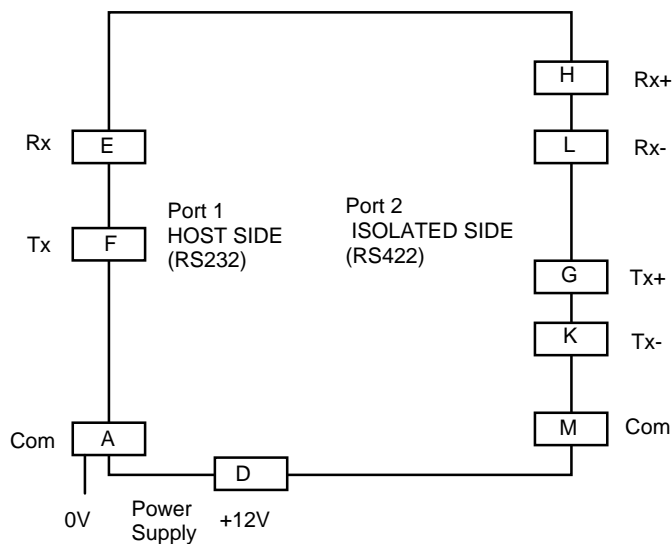 H Rx+
Rx E L Rx-
Port 1
HOST SIDE
(RS232)
Port 2
ISOLATED SIDE
(RS422)
Tx F
G Tx+
K Tx-
Com A M Com
D
0V Power
Supply +12V